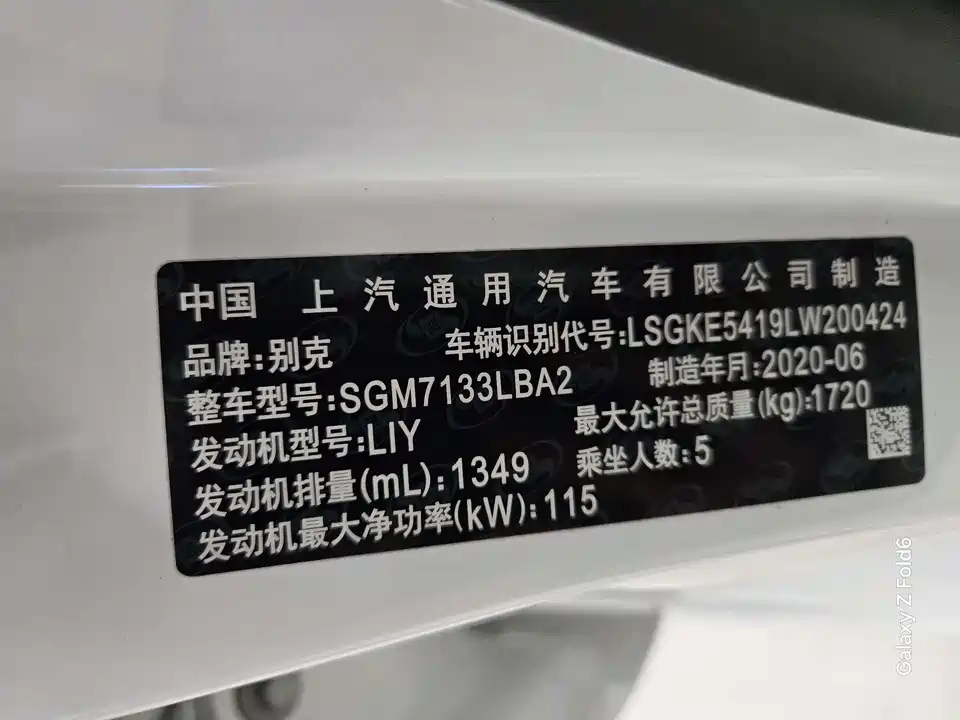 中国 上汽通用汽车有限公司制造
品牌:别克 车辆识别代号:LSGKE5419LW200424
整车型号:SGM7133LBA2 制造年月:2020-06
发动机型号:LIY 最大允许总质量(kg):1720
发动机排量(mL):1349 乘坐人数:5
发动机最大净功率(kW):115
Galaxy Z Fold6